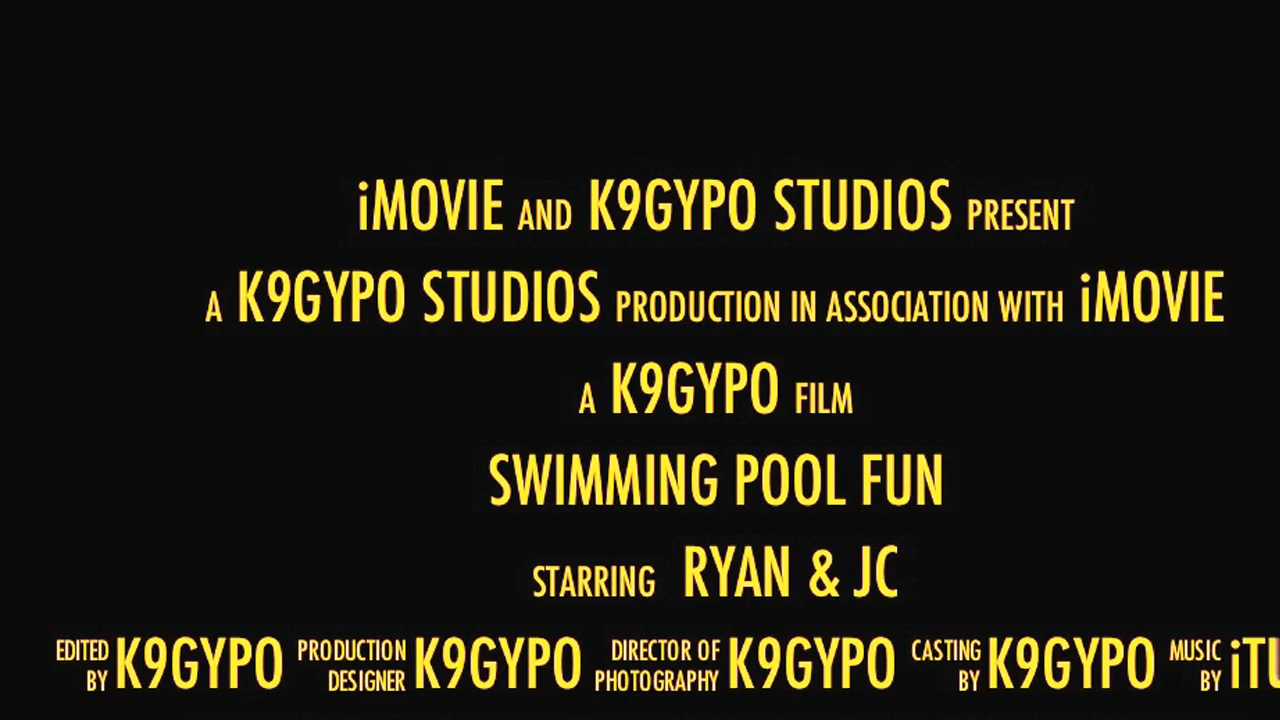 iMOVIE AND K9GYPO STUDIOS PRESENT
A K9GYPO STUDIOS PRODUCTION IN ASSOCIATION WITH iMOVIE
A K9GYPO FILM
SWIMMING POOL FUN
STARRING RYAN & JC
EDITED BY K9GYPO PRODUCTION DESIGNER K9GYPO DIRECTOR OF PHOTOGRAPHY K9GYPO CASTING BY K9GYPO MUSIC BY